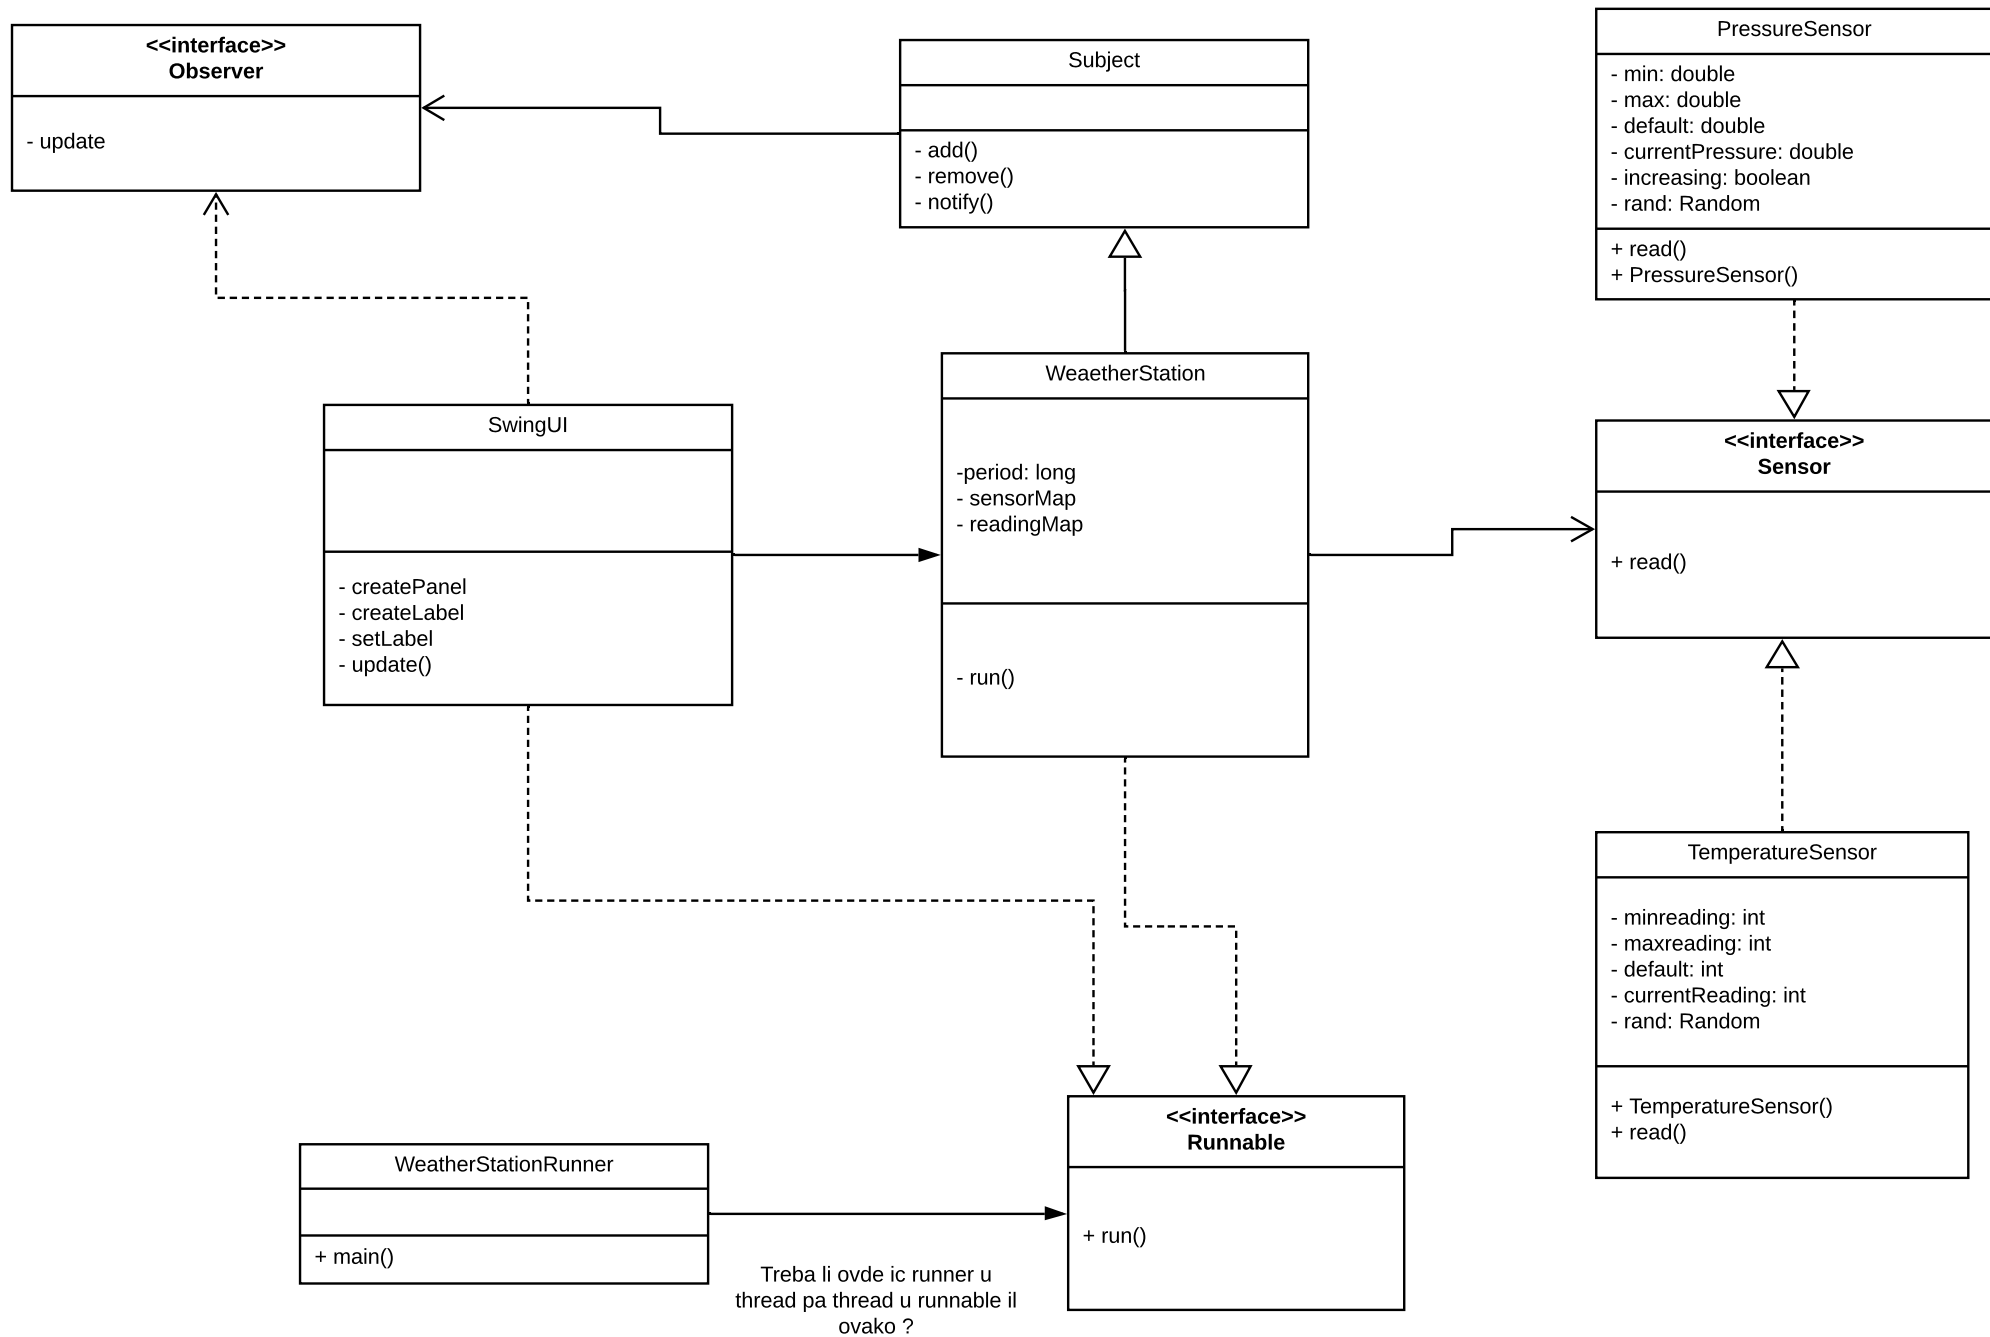 <<interface>>
Observer
- update
Subject
- add()
- remove()
- notify()
PressureSensor
- min: double
- max: double
- default: double
- currentPressure: double
- increasing: boolean
- rand: Random
+ read()
+ PressureSensor()
SwingUI
- createPanel
- createLabel
- setLabel
- update()
WeaetherStation
-period: long
- sensorMap
- readingMap
- run()
<<interface>>
Sensor
+ read()
TemperatureSensor
- minreading: int
- maxreading: int
- default: int
- currentReading: int
- rand: Random
+ TemperatureSensor()
+ read()
WeatherStationRunner
+ main()
Treba li ovde ic runner u
thread pa thread u runnable il
ovako ?
<<interface>>
Runnable
+ run()